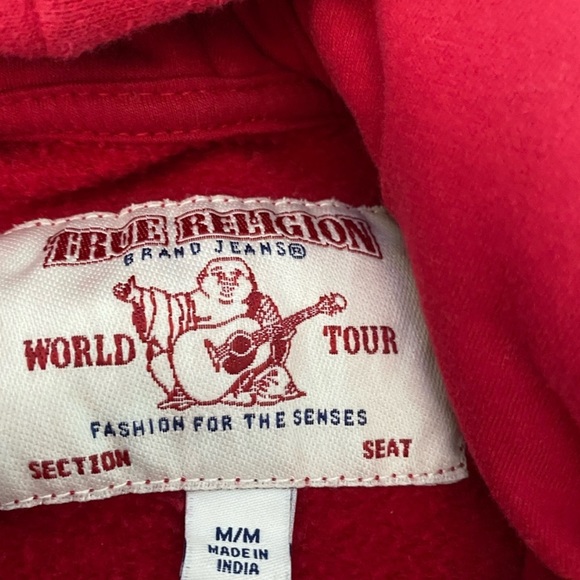 TRUE RELIGION
BRAND JEANS®
WORLD TOUR
FASHION FOR THE SENSES
SECTION SEAT
M/M
MADE IN
INDIA